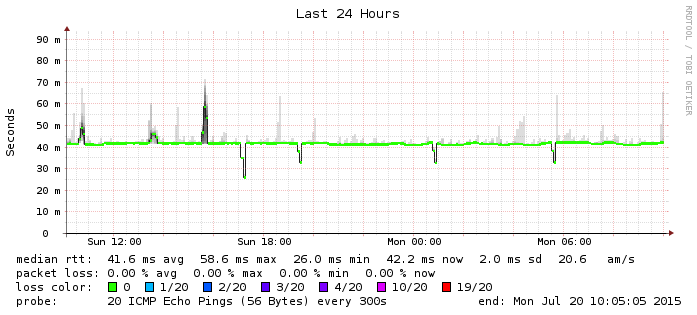 Last 24 Hours
RRDTOOL / TOBI OETIKER
Seconds
90 m
80 m
70 m
60 m
50 m
40 m
30 m
20 m
10 m
0
Sun 12:00 Sun 18:00 Mon 00:00 Mon 06:00
median rtt: 41.6 ms avg 58.6 ms max 26.0 ms min 42.2 ms now 2.0 ms sd 20.6 am/s
packet loss: 0.00 % avg 0.00 % max 0.00 % min 0.00 % now
loss color: 0 1/20 2/20 3/20 4/20 10/20 19/20
probe: 20 ICMP Echo Pings (56 Bytes) every 300s end: Mon Jul 20 10:05:05 2015